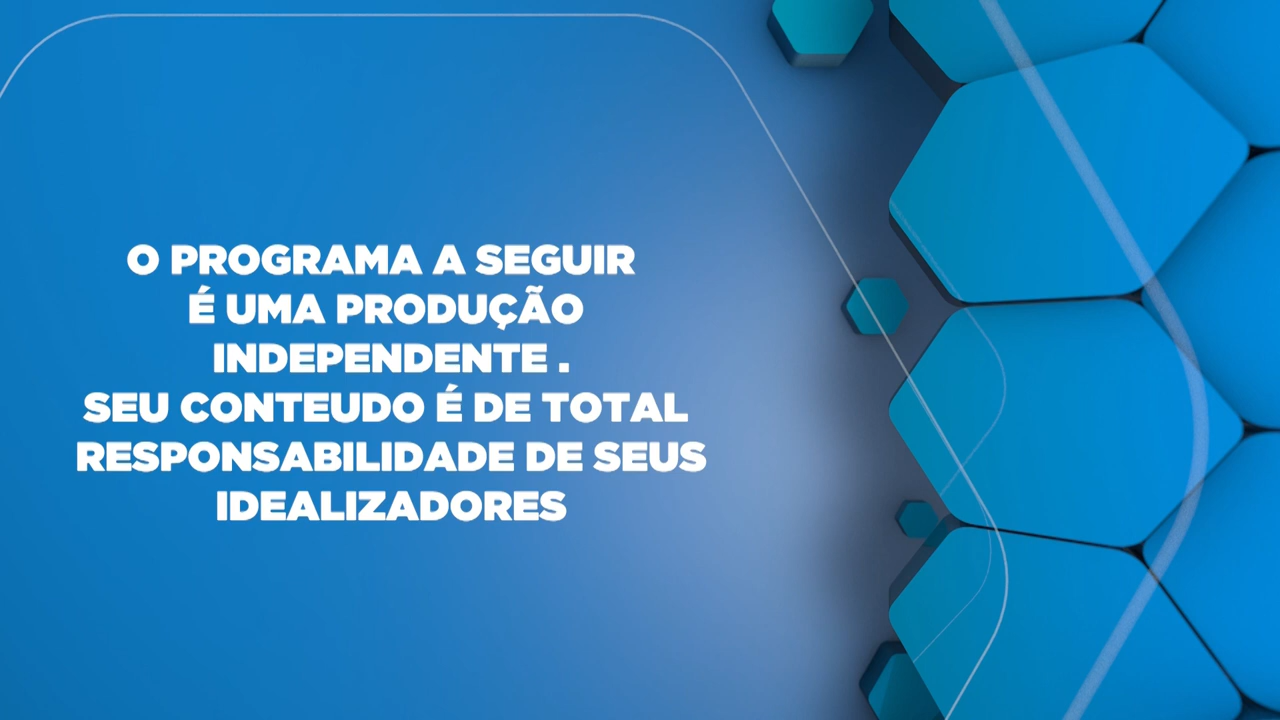 O PROGRAMA A SEGUIR
É UMA PRODUÇÃO
INDEPENDENTE .
SEU CONTEUDO É DE TOTAL
RESPONSABILIDADE DE SEUS
IDEALIZADORES